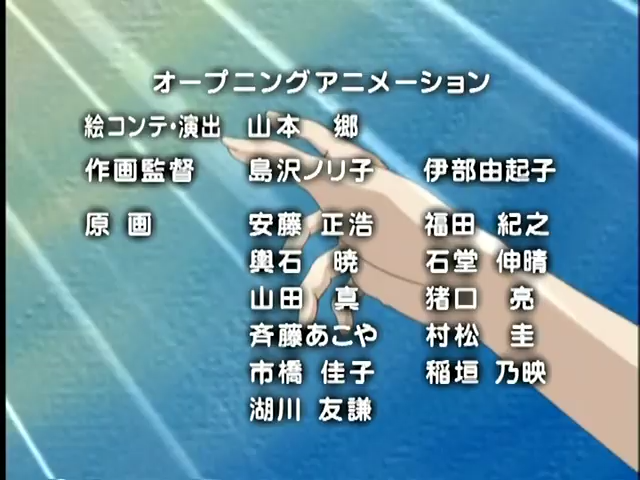 オープニングアニメーション
絵コンテ・演出 山本 郷
作画監督 島沢ノリ子 伊部由起子
原画 安藤 正浩 福田 紀之
輿石 暁 石堂 伸晴
山田 真 猪口 亮
斉藤あこや 村松 圭
市橋 佳子 稲垣 乃映
湖川 友謙